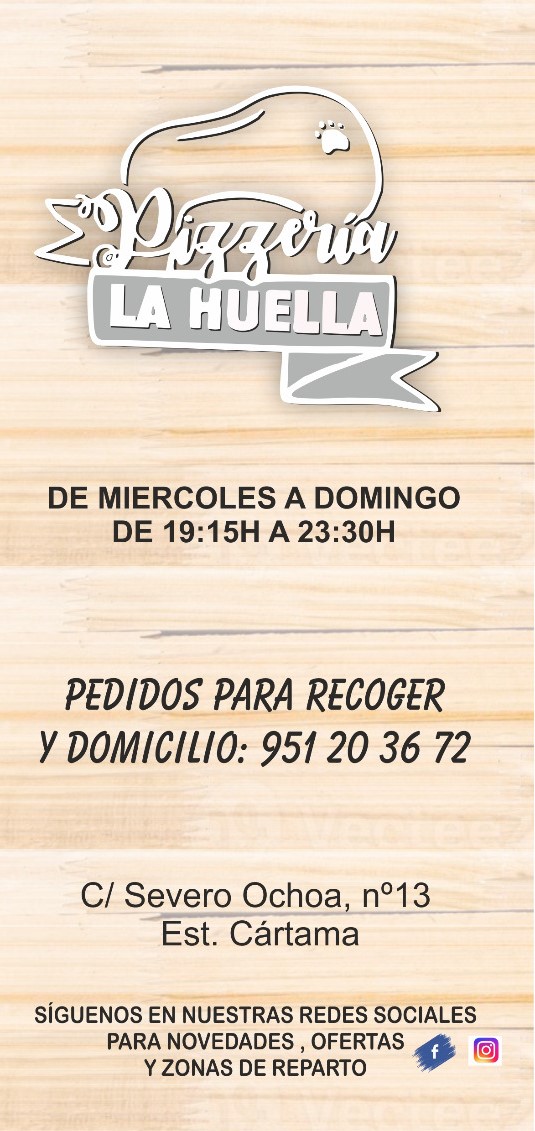 Pizzería
LA HUELLA
DE MIERCOLES A DOMINGO
DE 19:15H A 23:30H
PEDIDOS PARA RECOGER
Y DOMICILIO: 951 20 36 72
C/ Severo Ochoa, nº13
Est. Cártama
SÍGUENOS EN NUESTRAS REDES SOCIALES
PARA NOVEDADES , OFERTAS
Y ZONAS DE REPARTO